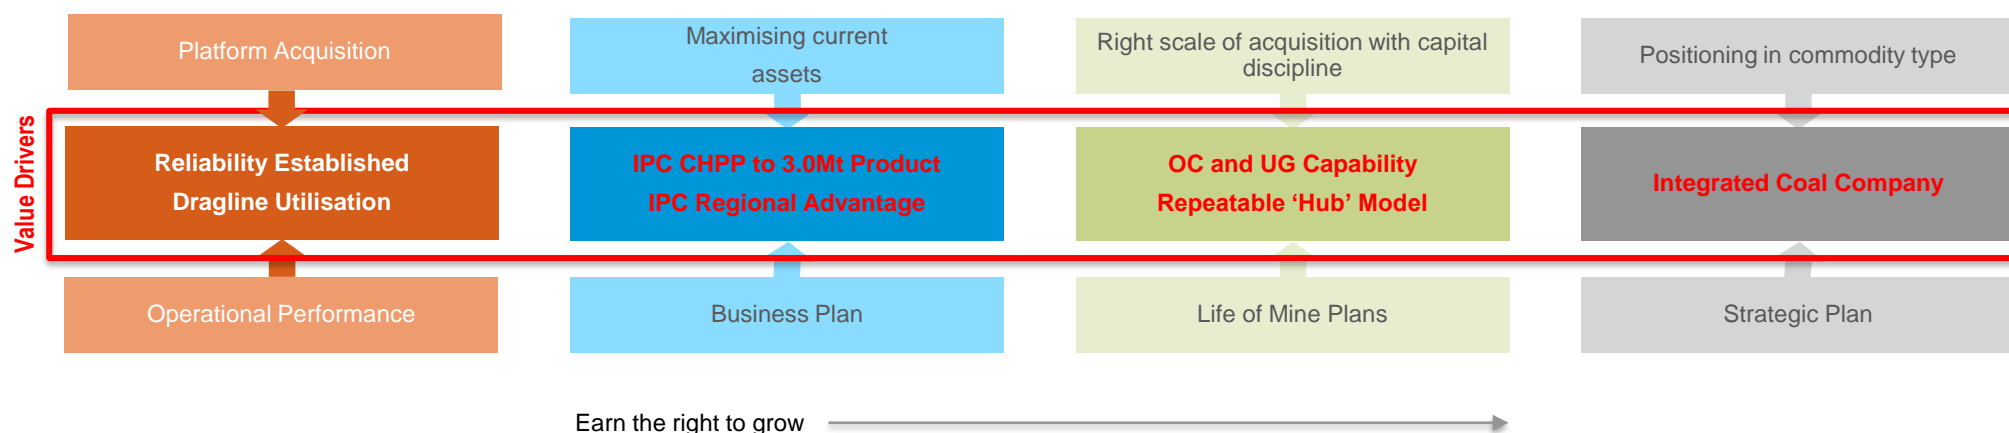 Platform Acquisition
Maximising current
assets
Right scale of acquisition with capital
discipline
Positioning in commodity type
Value Drivers
Reliability Established
Dragline Utilisation
IPC CHPP to 3.0Mt Product
IPC Regional Advantage
OC and UG Capability
Repeatable ‘Hub’ Model
Integrated Coal Company
Operational Performance
Business Plan
Life of Mine Plans
Strategic Plan
Earn the right to grow